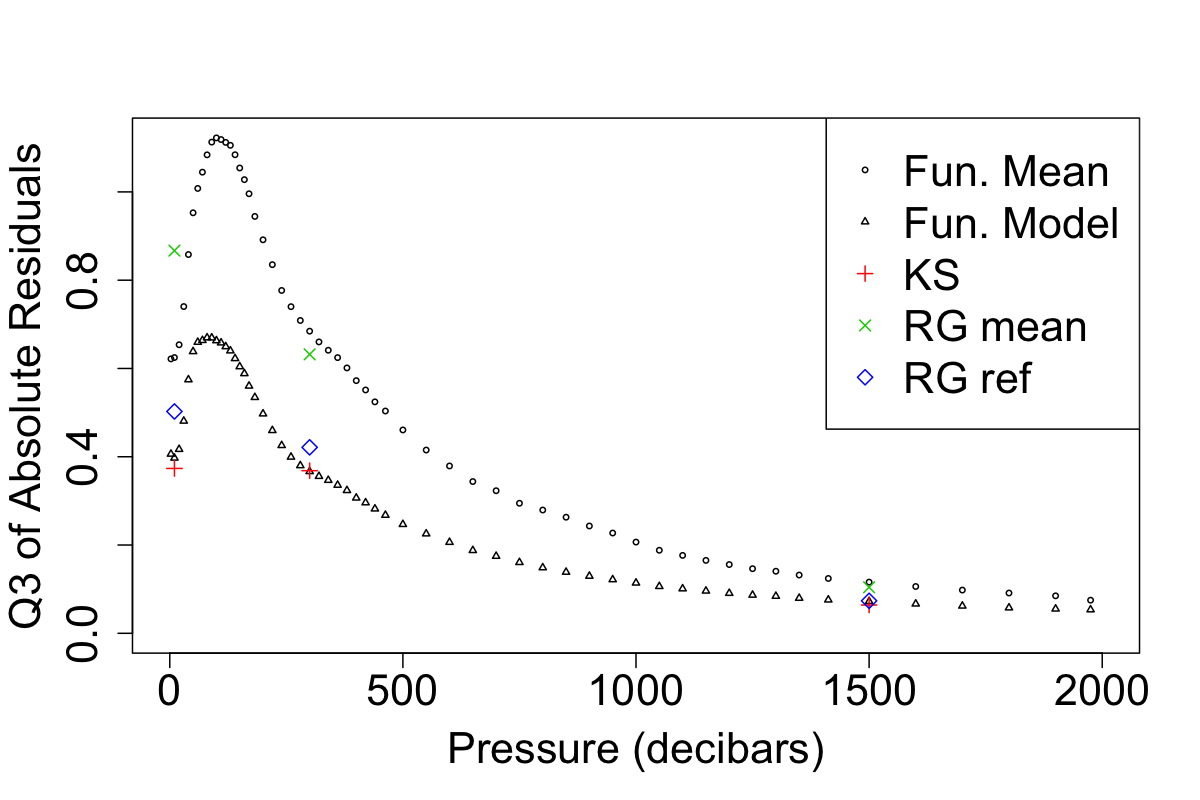 Q3 of Absolute Residuals
0.8
0.4
0.0
Fun. Mean
Fun. Model
KS
RG mean
RG ref
0 500 1000 1500 2000
Pressure (decibars)